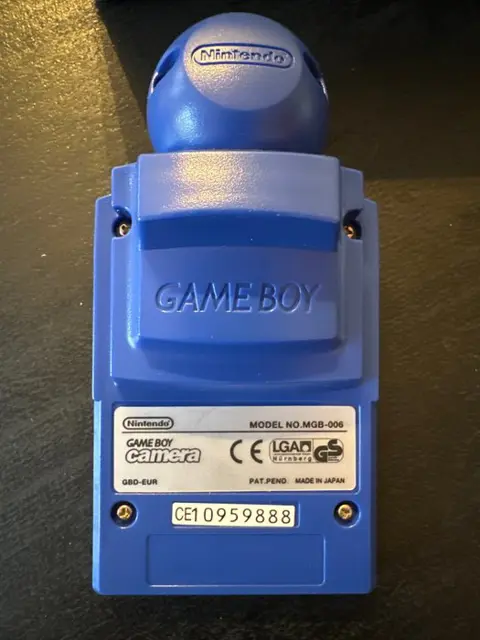 Nintendo
GAME BOY
Nintendo
MODEL NO.MGB-006
GAME BOY
camera
CE
LGA
Nürnberg
GS
GBD-EUR
PAT.PEND
MADE IN JAPAN
CE10959888